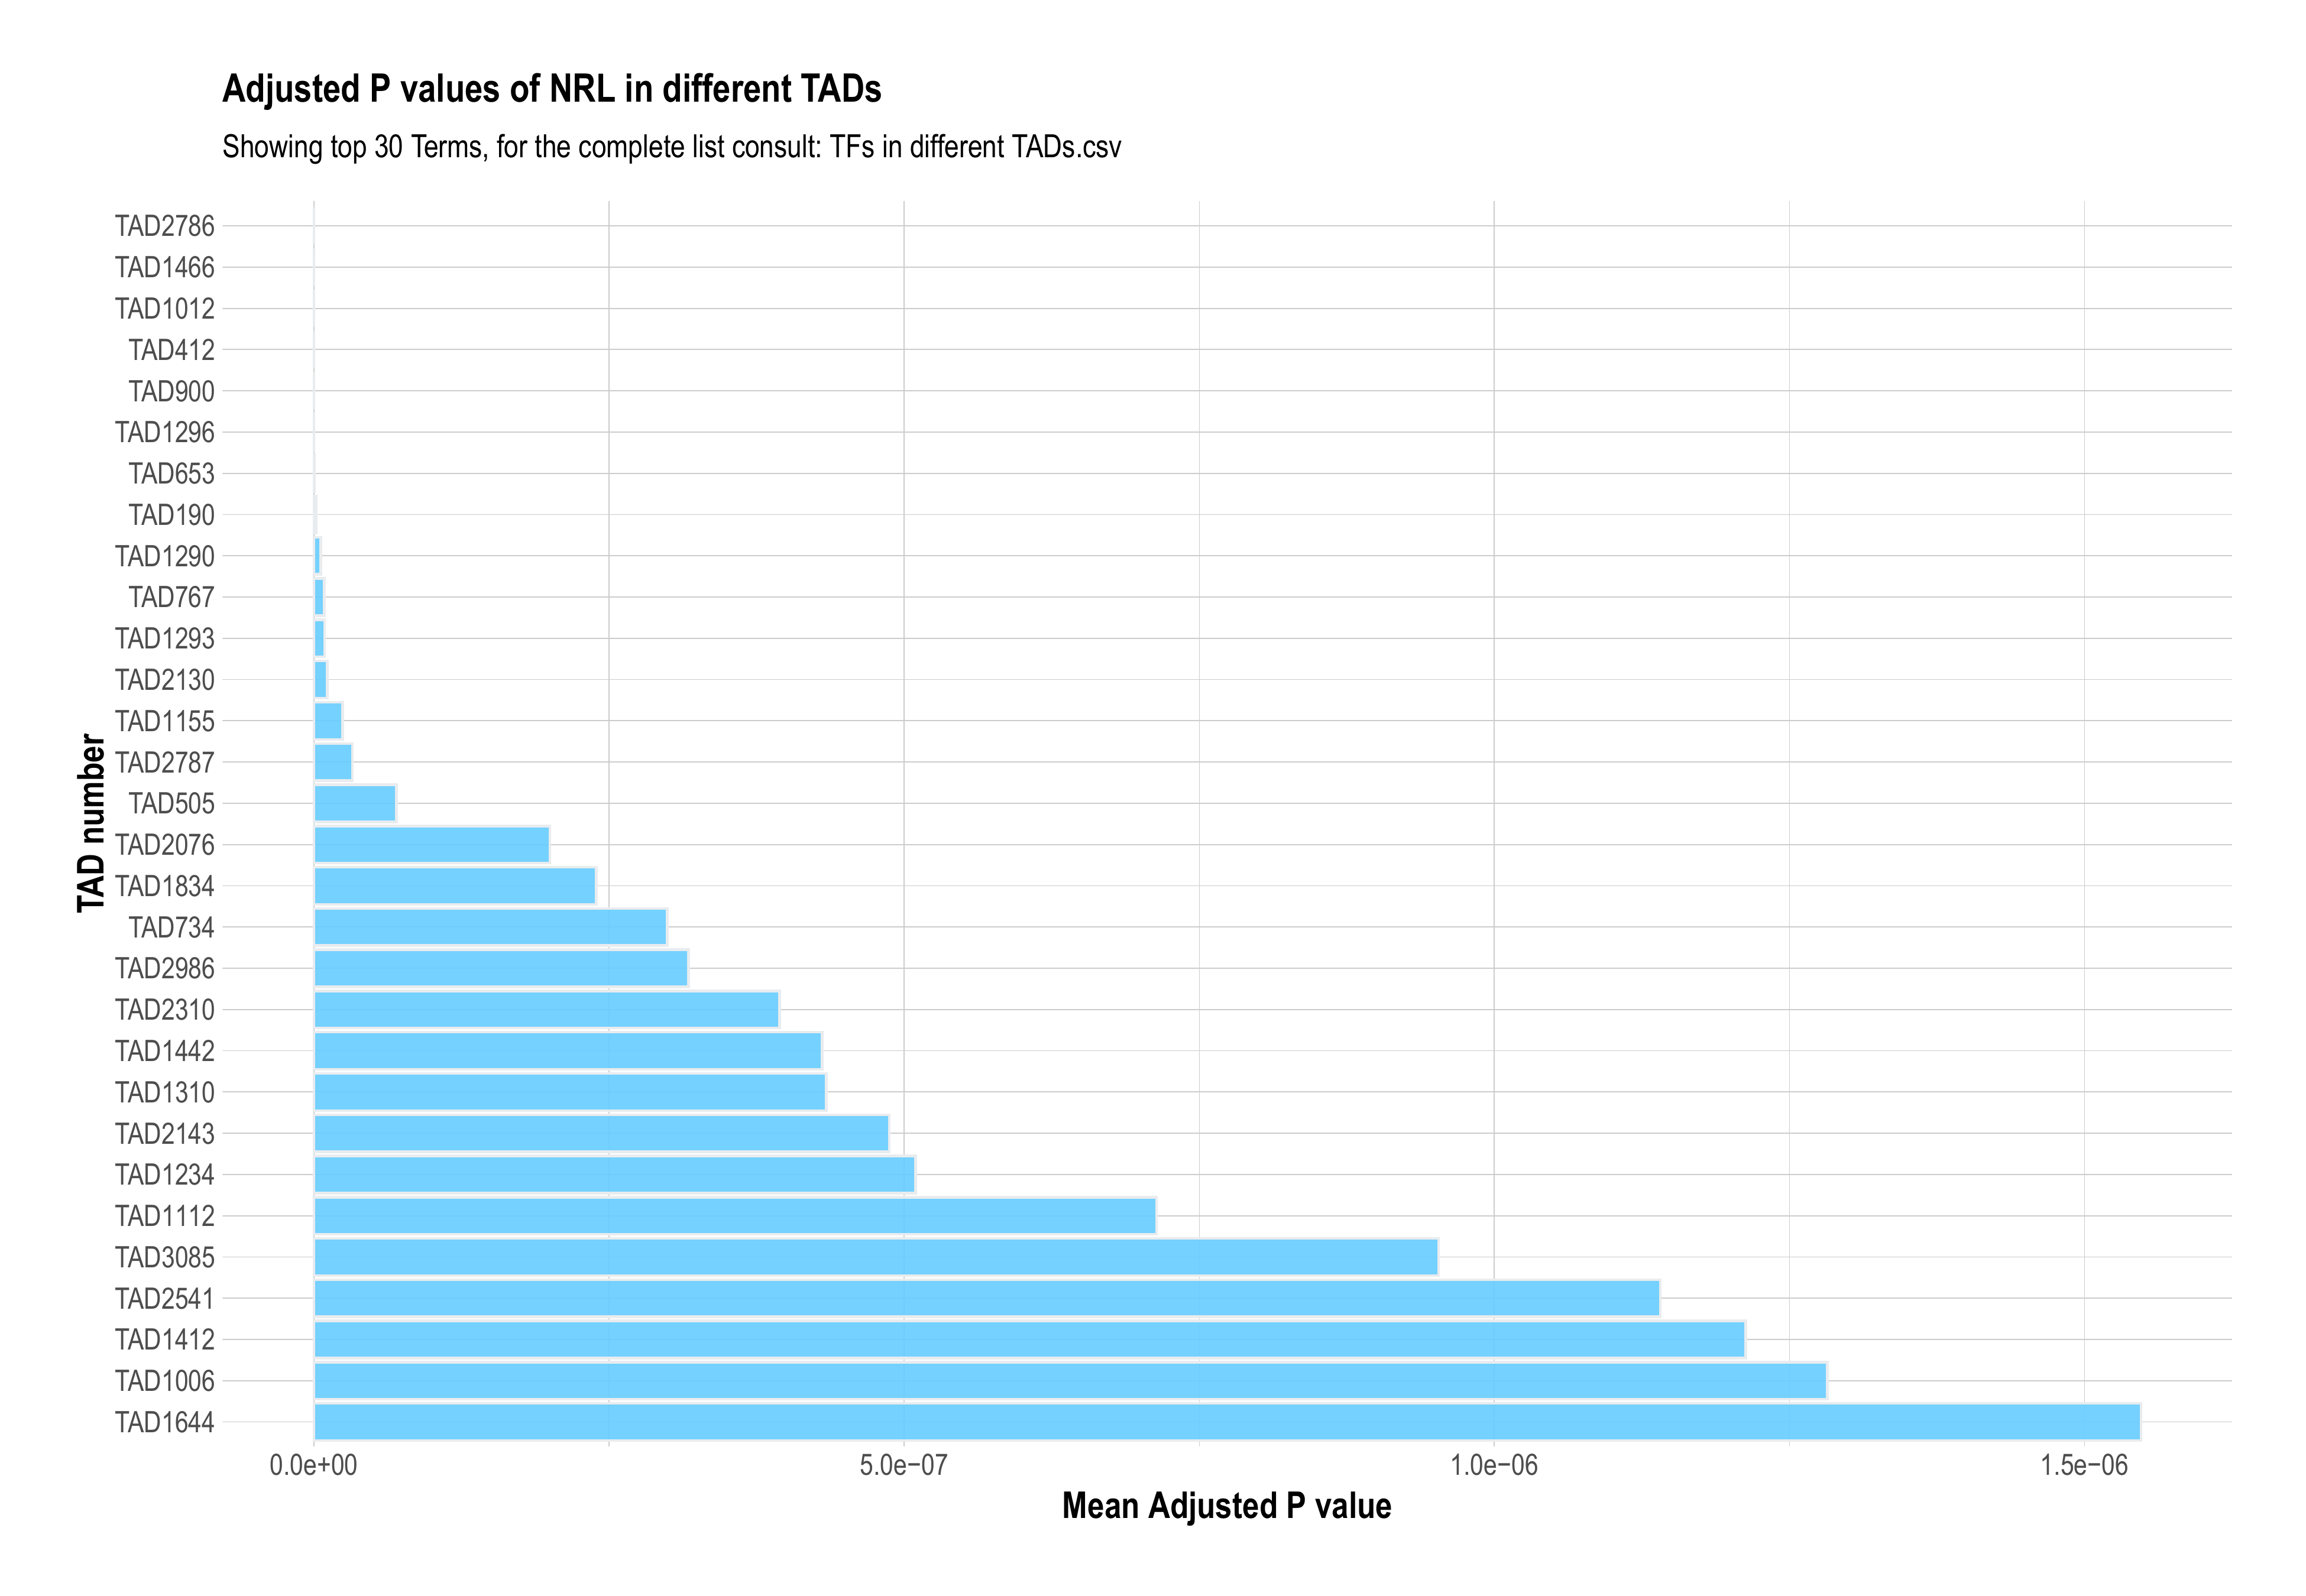 Adjusted P values of NRL in different TADs
Showing top 30 Terms, for the complete list consult: TFs in different TADs.csv
TAD number
TAD2786
TAD1466
TAD1012
TAD412
TAD900
TAD1296
TAD653
TAD190
TAD1290
TAD767
TAD1293
TAD2130
TAD1155
TAD2787
TAD505
TAD2076
TAD1834
TAD734
TAD2986
TAD2310
TAD1442
TAD1310
TAD2143
TAD1234
TAD1112
TAD3085
TAD2541
TAD1412
TAD1006
TAD1644
0.0e+00 5.0e−07 1.0e−06 1.5e−06
Mean Adjusted P value